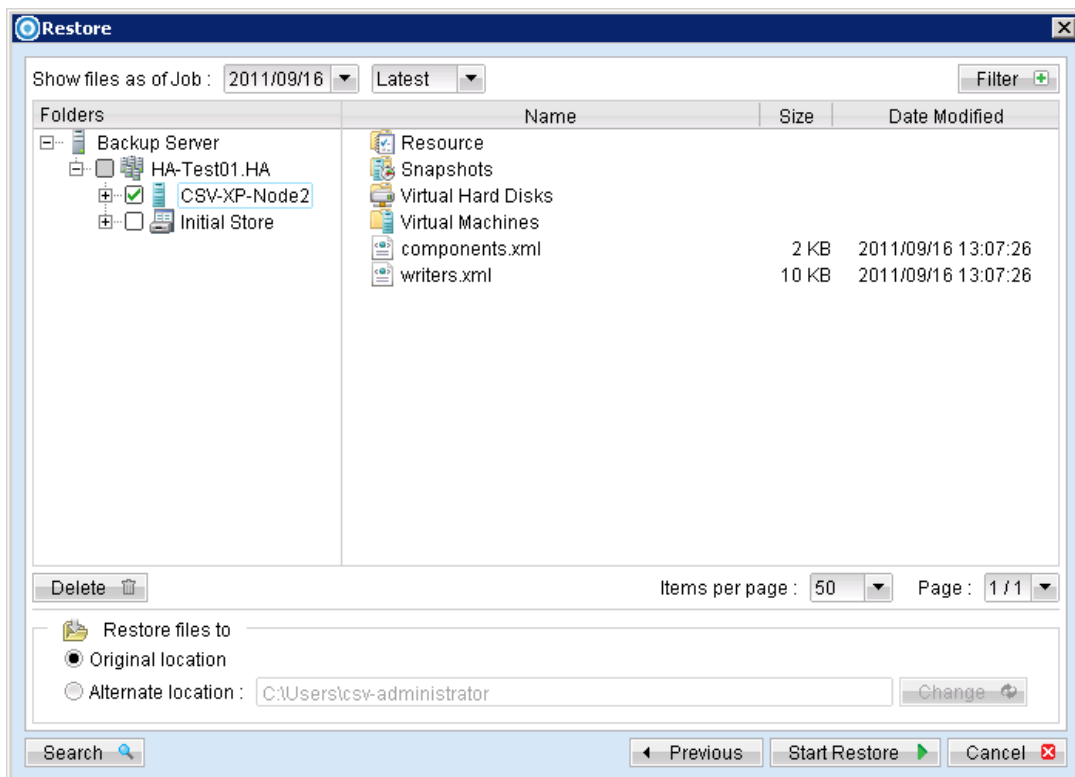 Restore
Show files as of Job : 2011/09/16 Latest Filter
Folders Name Size Date Modified
Backup Server Resource
HA-Test01.HA Snapshots
CSV-XP-Node2 Virtual Hard Disks
Initial Store Virtual Machines
components.xml 2 KB 2011/09/16 13:07:26
writers.xml 10 KB 2011/09/16 13:07:26
Delete Items per page : 50 Page : 1 / 1
Restore files to
Original location
Alternate location : C:\Users\csv-administrator Change
Search Previous Start Restore Cancel